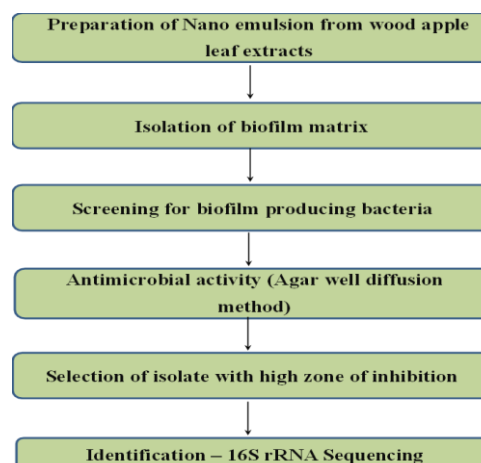 Preparation of Nano emulsion from wood apple
leaf extracts
Isolation of biofilm matrix
Screening for biofilm producing bacteria
Antimicrobial activity (Agar well diffusion
method)
Selection of isolate with high zone of inhibition
Identification – 16S rRNA Sequencing